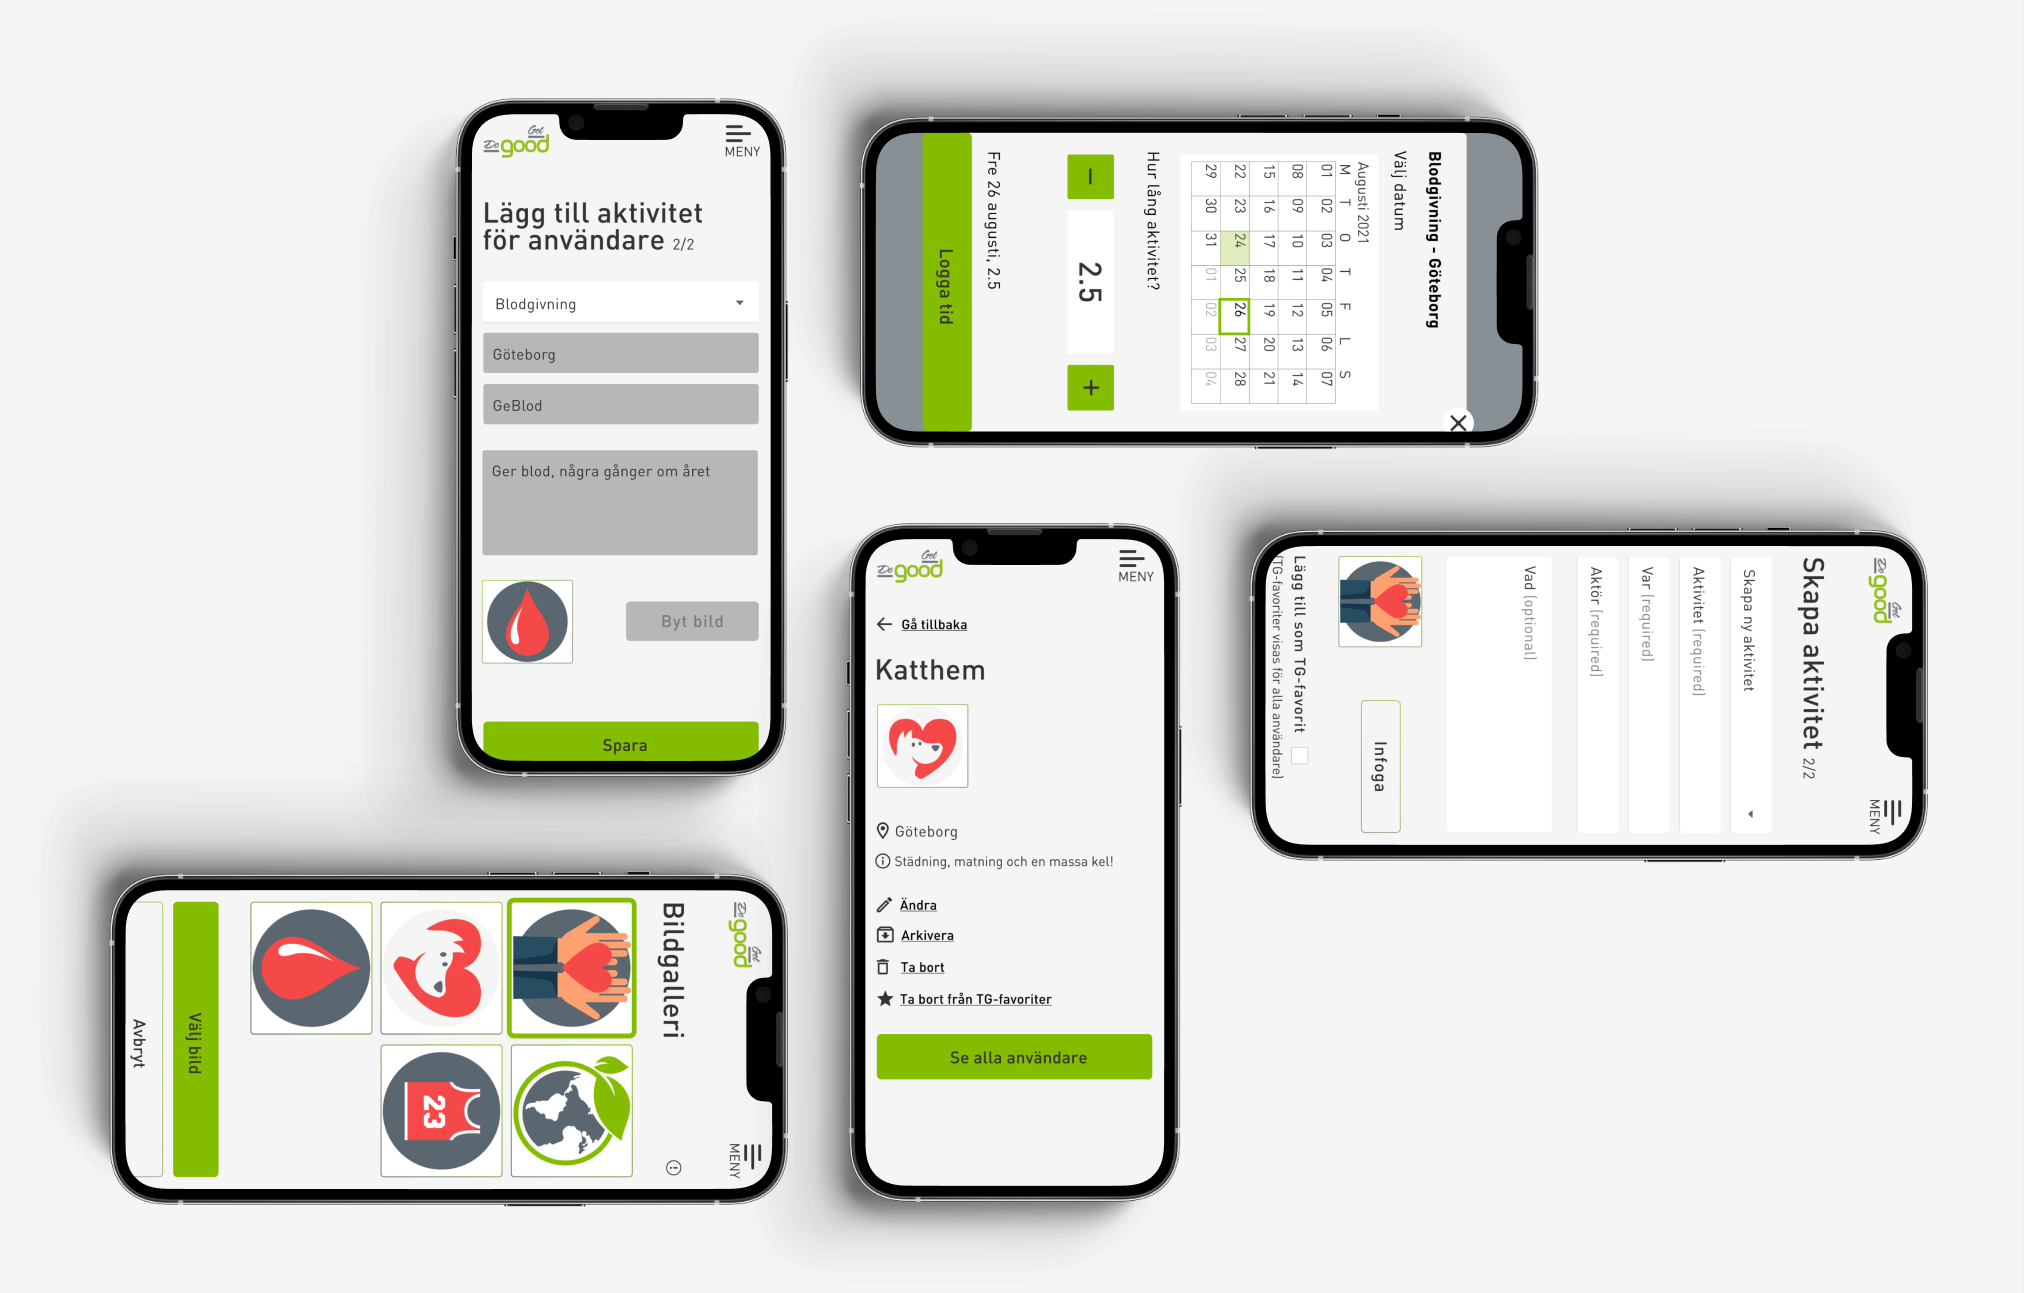 Get
Do good
MENY
Lägg till aktivitet
för användare 2/2
Blodgivning
Göteborg
GeBlod
Ger blod, några gånger om året
Byt bild
Spara
Blodgivning - Göteborg
Välj datum
Augusti 2021
M T O T F L S
01 02 03 04 05 06 07
08 09 10 11 12 13 14
15 16 17 18 19 20 21
22 23 24 25 26 27 28
29 30 31 01 02 03 04
Hur lång aktivitet?
− 2.5 +
Fre 26 augusti, 2.5
Logga tid
Get
Do good
MENY
Gå tillbaka
Katthem
Göteborg
Städning, matning och en massa kel!
Ändra
Arkivera
Ta bort
Ta bort från TG-favoriter
Se alla användare
Get
Do good
MENY
Skapa aktivitet 2/2
Skapa ny aktivitet
Aktivitet (required)
Var (required)
Aktör (required)
Vad (optional)
Infoga
Lägg till som TG-favorit
(TG-favoriter visas för alla användare)
Get
Do good
MENY
Bildgalleri
23
Välj bild
Avbryt